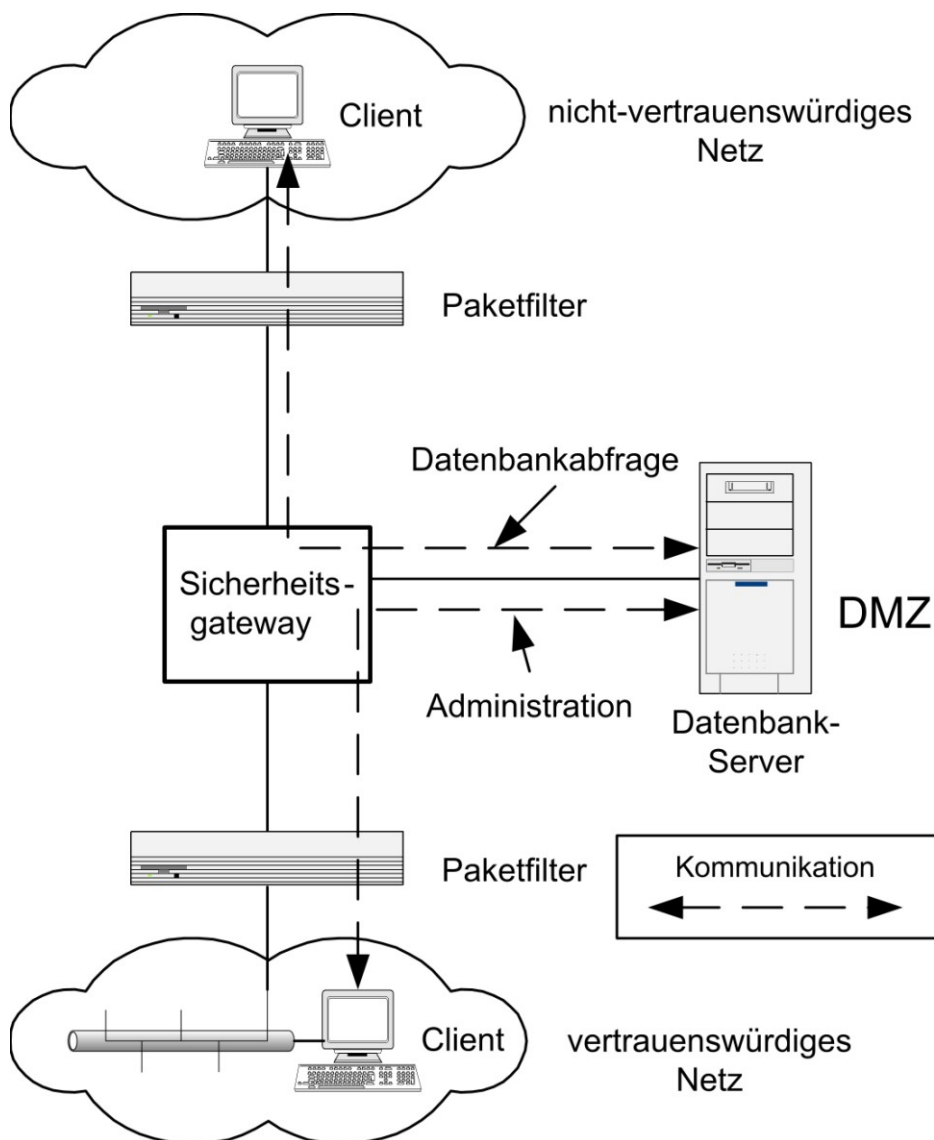 Client
nicht-vertrauenswürdiges
Netz
Paketfilter
Datenbankabfrage
Sicherheits-
gateway
DMZ
Administration
Datenbank-
Server
Paketfilter
Kommunikation
Client
vertrauenswürdiges
Netz